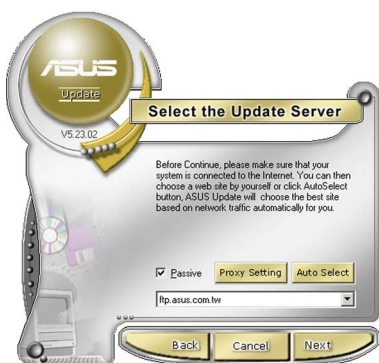 ASUS
Update
V5.23.02
Select the Update Server
Before Continue, please make sure that your
system is connected to the Internet. You can then
choose a web site by yourself or click AutoSelect
button, ASUS Update will choose the best site
based on network traffic automatically for you.
Passive
Proxy Setting
Auto Select
Rp.asus.com.tw
Back
Cancel
Next